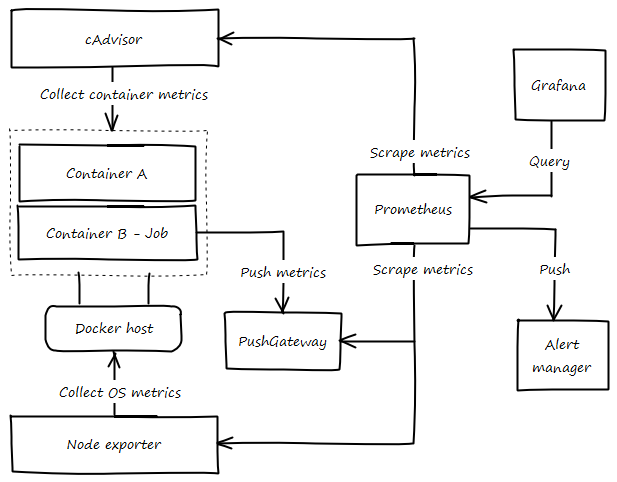 cAdvisor
Collect container metrics
Grafana
Scrape metrics
Query
Container A
Prometheus
Container B - Job
Push metrics
Scrape metrics
Push
Docker host
PushGateway
Alert
manager
Collect OS metrics
Node exporter